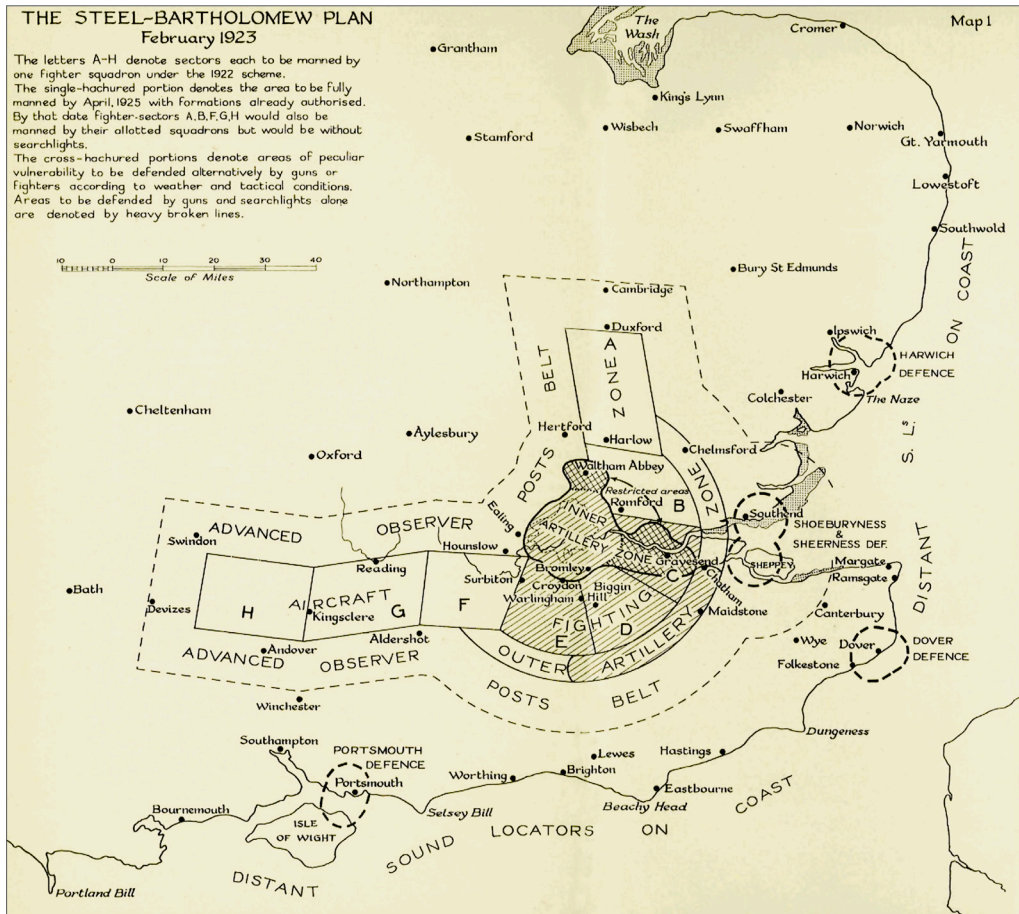 THE STEEL-BARTHOLOMEW PLAN
February 1923
The letters A-H denote sectors each to be manned by
one fighter squadron under the 1922 scheme.
The single-hachured portion denotes the area to be fully
manned by April, 1925 with formations already authorised.
By that date fighter-sectors A,B,F,G,H would also be
manned by their allotted squadrons but would be without
searchlights.
The cross-hachured portions denote areas of peculiar
vulnerability to be defended alternatively by guns or
fighters according to weather and tactical conditions.
Areas to be defended by guns and searchlights alone
are denoted by heavy broken lines.
10 0 10 20 30 40
Scale of Miles
Map 1
The
Wash
Cromer
Grantham
King's Lynn
Stamford
Wisbech
Swaffham
Norwich
Gt. Yarmouth
Lowestoft
Southwold
Northampton
Bury St Edmunds
Cambridge
Duxford
Ipswich
Harwich
HARWICH
DEFENCE
The Naze
Colchester
S. Ls ON COAST
Cheltenham
Aylesbury
Oxford
Hertford
Harlow
Chelmsford
A
ZONE
BELT
POSTS
OBSERVER
ADVANCED
Waltham Abbey
Restricted areas
Romford
B
ZONE
INNER
ARTILLERY
ZONE
Southend
SHOEBURYNESS
&
SHEERNESS DEF.
SHEPPEY
Ealing
Hounslow
Swindon
Reading
Surbiton
Bromley
Croydon
Warlingham
Biggin
Hill
Gravesend
C
Chatham
Maidstone
Margate
Ramsgate
Canterbury
DISTANT
Bath
Devizes
H
AIRCRAFT
G
F
Kingsclere
Aldershot
FIGHTING
E
D
OUTER
ARTILLERY
Wye
Dover
DOVER
DEFENCE
Folkestone
Andover
ADVANCED
OBSERVER
POSTS
BELT
Winchester
Dungeness
Southampton
PORTSMOUTH
DEFENCE
Portsmouth
Lewes
Hastings
Worthing
Brighton
Eastbourne
Beachy Head
Selsey Bill
Bournemouth
ISLE
OF WIGHT
Portland Bill
DISTANT SOUND LOCATORS ON COAST